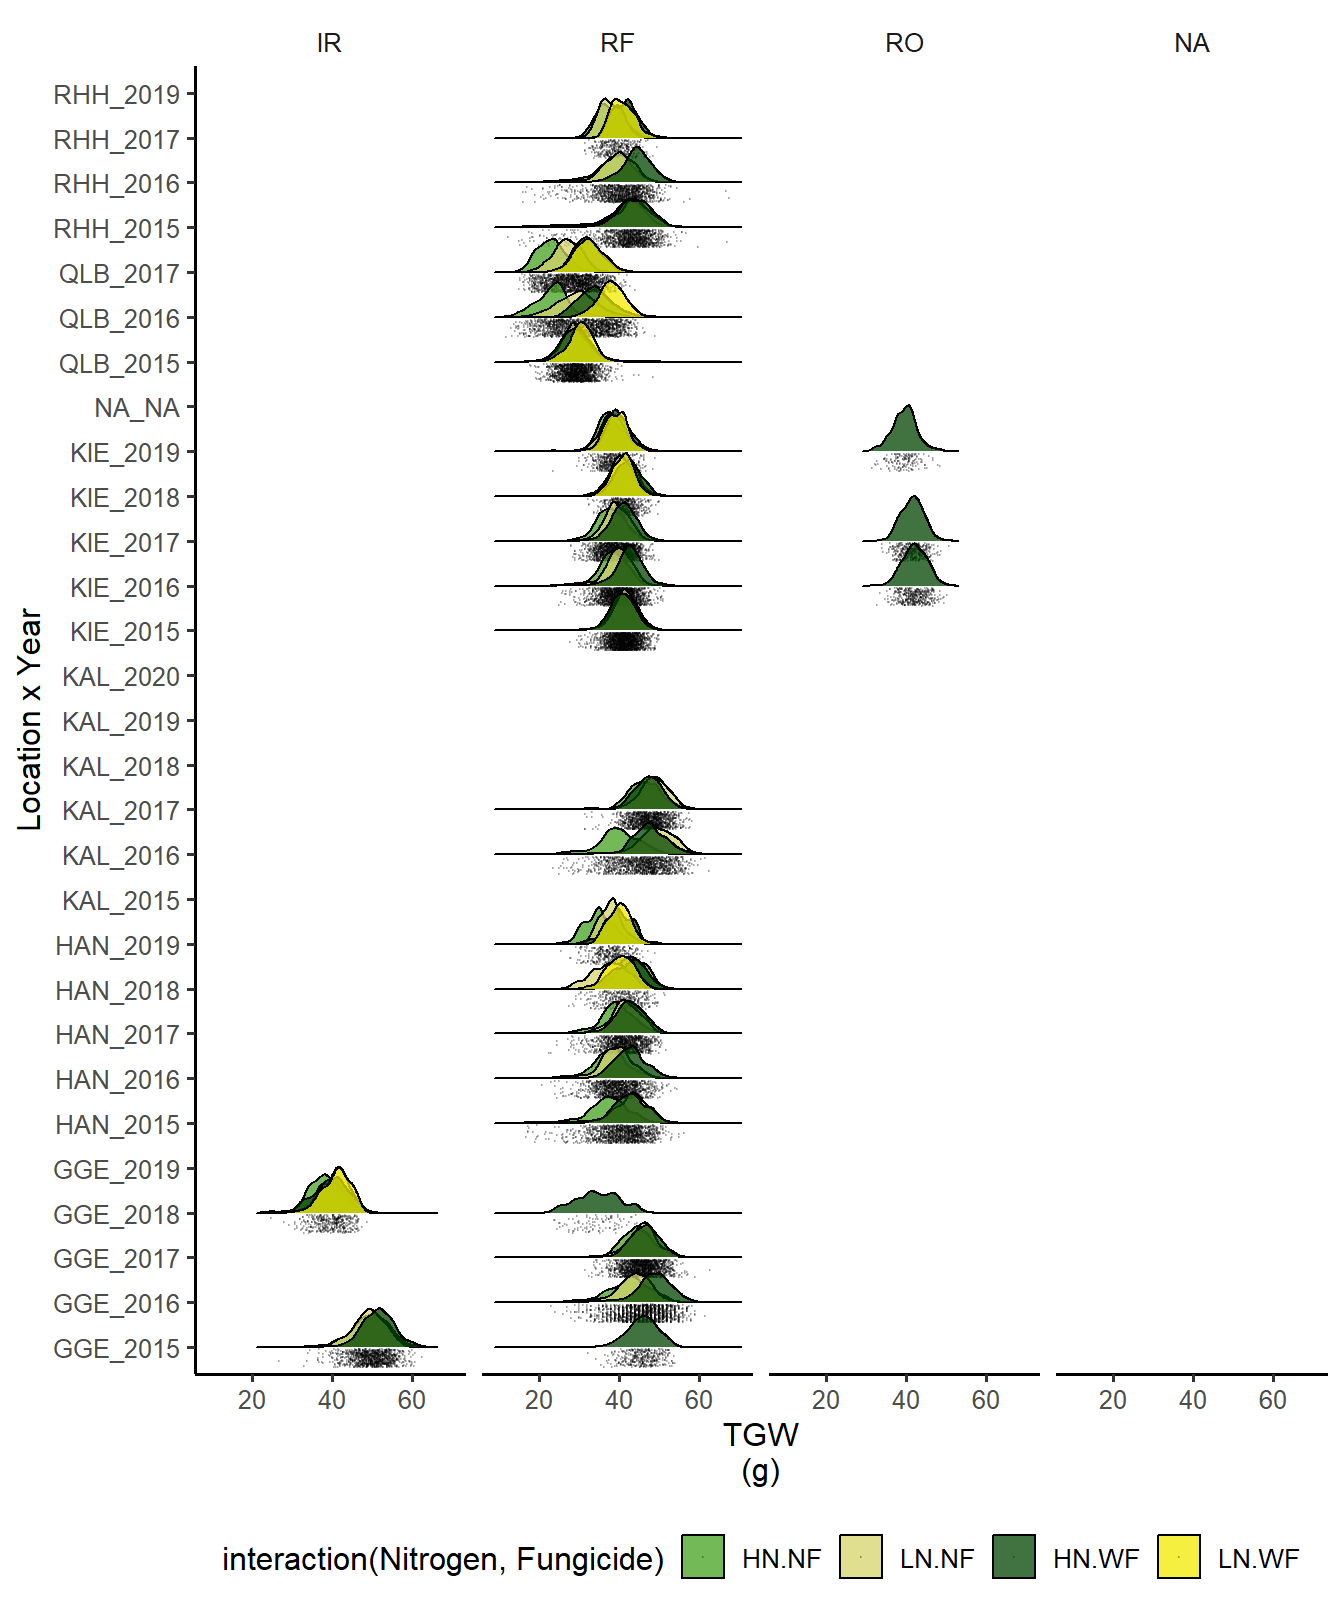 IR RF RO NA
RHH_2019
RHH_2017
RHH_2016
RHH_2015
QLB_2017
QLB_2016
QLB_2015
NA_NA
KIE_2019
KIE_2018
KIE_2017
KIE_2016
KIE_2015
KAL_2020
KAL_2019
KAL_2018
KAL_2017
KAL_2016
KAL_2015
HAN_2019
HAN_2018
HAN_2017
HAN_2016
HAN_2015
GGE_2019
GGE_2018
GGE_2017
GGE_2016
GGE_2015
Location x Year
20 40 60 20 40 60 20 40 60 20 40 60
TGW
(g)
interaction(Nitrogen, Fungicide) HN.NF LN.NF HN.WF LN.WF